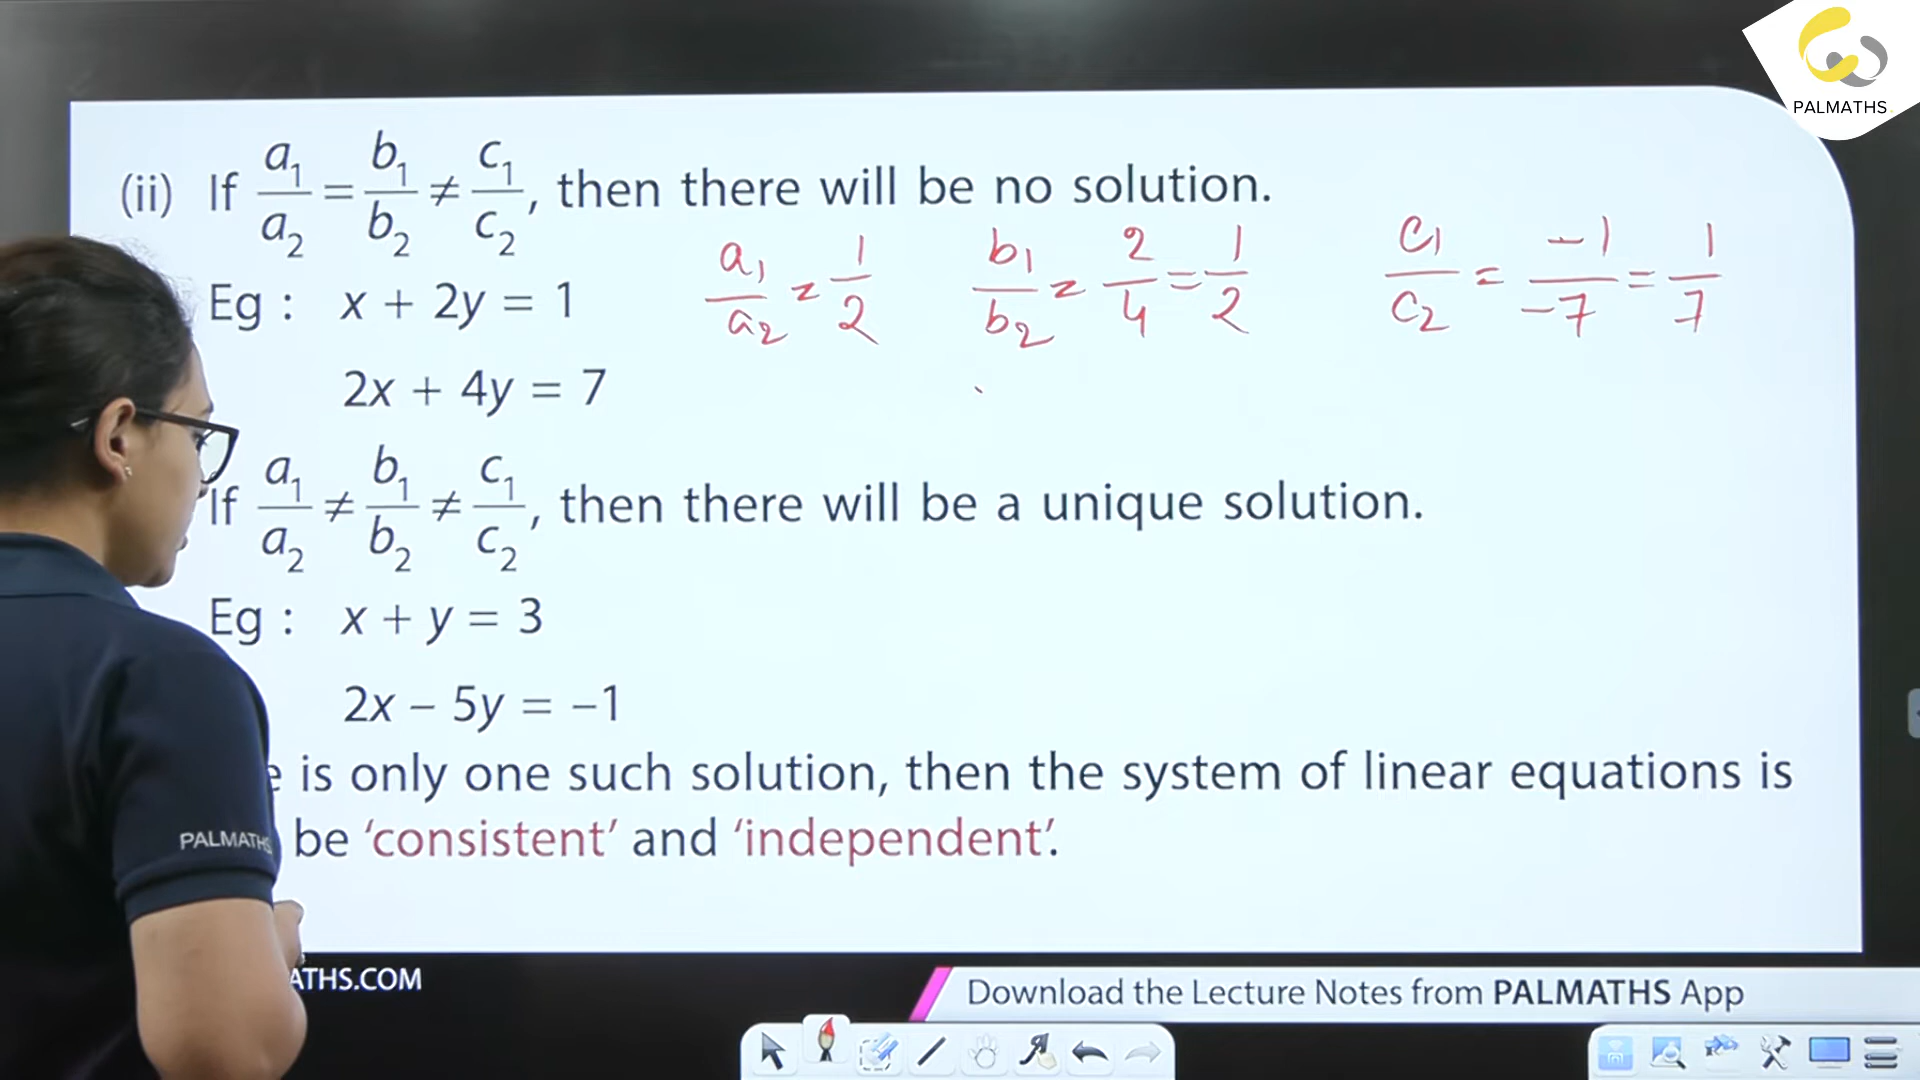 PALMATHS.
(ii) If a₁/a₂ = b₁/b₂ ≠ c₁/c₂, then there will be no solution.
a₁/a₂ = 1/2 b₁/b₂ = 2/4 = 1/2 c₁/c₂ = -1/-7 = 1/7
Eg : x + 2y = 1
2x + 4y = 7
If a₁/a₂ ≠ b₁/b₂ ≠ c₁/c₂, then there will be a unique solution.
Eg : x + y = 3
2x – 5y = –1
e is only one such solution, then the system of linear equations is
be ‘consistent’ and ‘independent’.
PALMATHS
ATHS.COM
Download the Lecture Notes from PALMATHS App